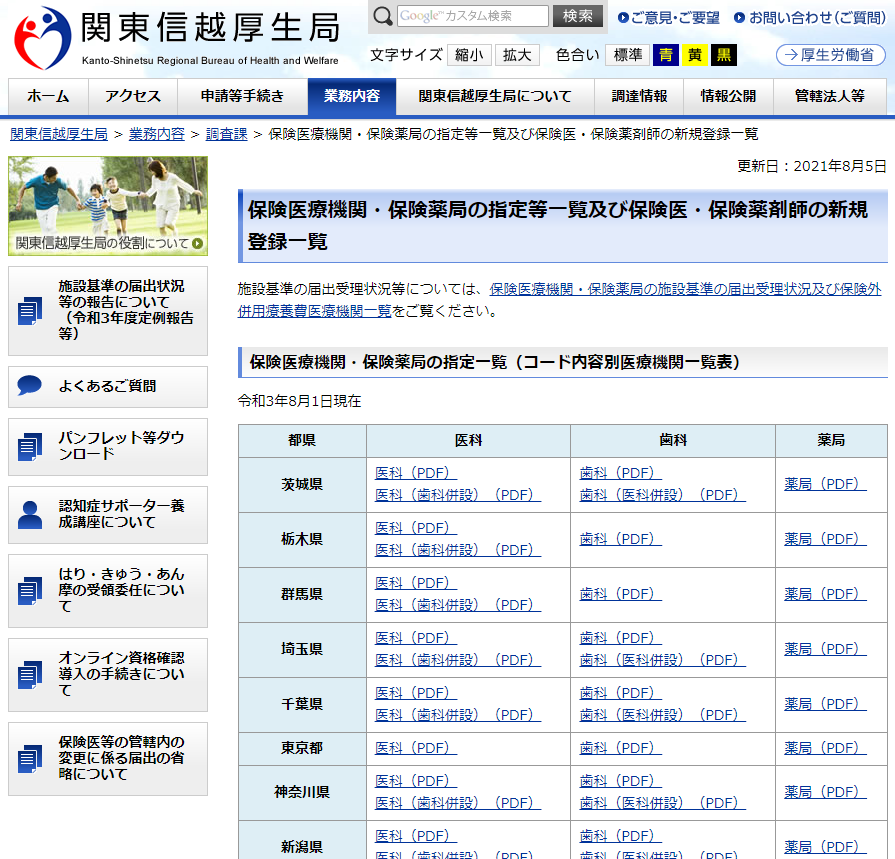 関東信越厚生局
Kanto-Shinetsu Regional Bureau of Health and Welfare
Google™ カスタム検索
検索
ご意見・ご要望
お問い合わせ(ご質問)
文字サイズ 縮小 拡大 色合い 標準 青 黄 黒
→厚生労働省
ホーム アクセス 申請等手続き 業務内容 関東信越厚生局について 調達情報 情報公開 管轄法人等
関東信越厚生局 > 業務内容 > 調査課 > 保険医療機関・保険薬局の指定等一覧及び保険医・保険薬剤師の新規登録一覧
関東信越厚生局の役割について
施設基準の届出状況
等の報告について
（令和3年度定例報告
等）
よくあるご質問
パンフレット等ダウ
ンロード
認知症サポーター養
成講座について
はり・きゅう・あん
摩の受領委任につい
て
オンライン資格確認
導入の手続きについ
て
保険医等の管轄内の
変更に係る届出の省
略について
更新日：2021年8月5日
保険医療機関・保険薬局の指定等一覧及び保険医・保険薬剤師の新規
登録一覧
施設基準の届出受理状況等については、保険医療機関・保険薬局の施設基準の届出受理状況及び保険外
併用療養費医療機関一覧をご覧ください。
保険医療機関・保険薬局の指定一覧（コード内容別医療機関一覧表）
令和3年8月1日現在
都県 医科 歯科 薬局
茨城県
医科（PDF）
医科（歯科併設）（PDF）
歯科（PDF）
歯科（医科併設）（PDF）
薬局（PDF）
栃木県
医科（PDF）
医科（歯科併設）（PDF）
歯科（PDF）
薬局（PDF）
群馬県
医科（PDF）
医科（歯科併設）（PDF）
歯科（PDF）
薬局（PDF）
埼玉県
医科（PDF）
医科（歯科併設）（PDF）
歯科（PDF）
歯科（医科併設）（PDF）
薬局（PDF）
千葉県
医科（PDF）
医科（歯科併設）（PDF）
歯科（PDF）
歯科（医科併設）（PDF）
薬局（PDF）
東京都
医科（PDF）
歯科（PDF）
薬局（PDF）
神奈川県
医科（PDF）
医科（歯科併設）（PDF）
歯科（PDF）
歯科（医科併設）（PDF）
薬局（PDF）
新潟県
医科（PDF）
医科（歯科併設）（PDF）
歯科（PDF）
歯科（医科併設）（PDF）
薬局（PDF）